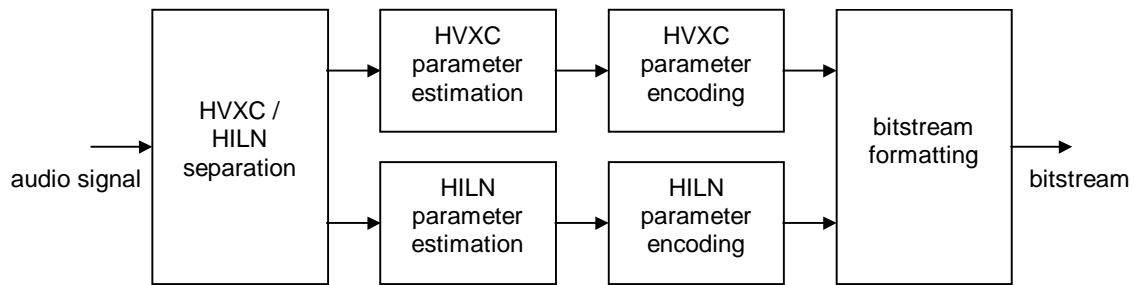 audio signal
HVXC /
HILN
separation
HVXC
parameter
estimation
HVXC
parameter
encoding
HILN
parameter
estimation
HILN
parameter
encoding
bitstream
formatting
bitstream